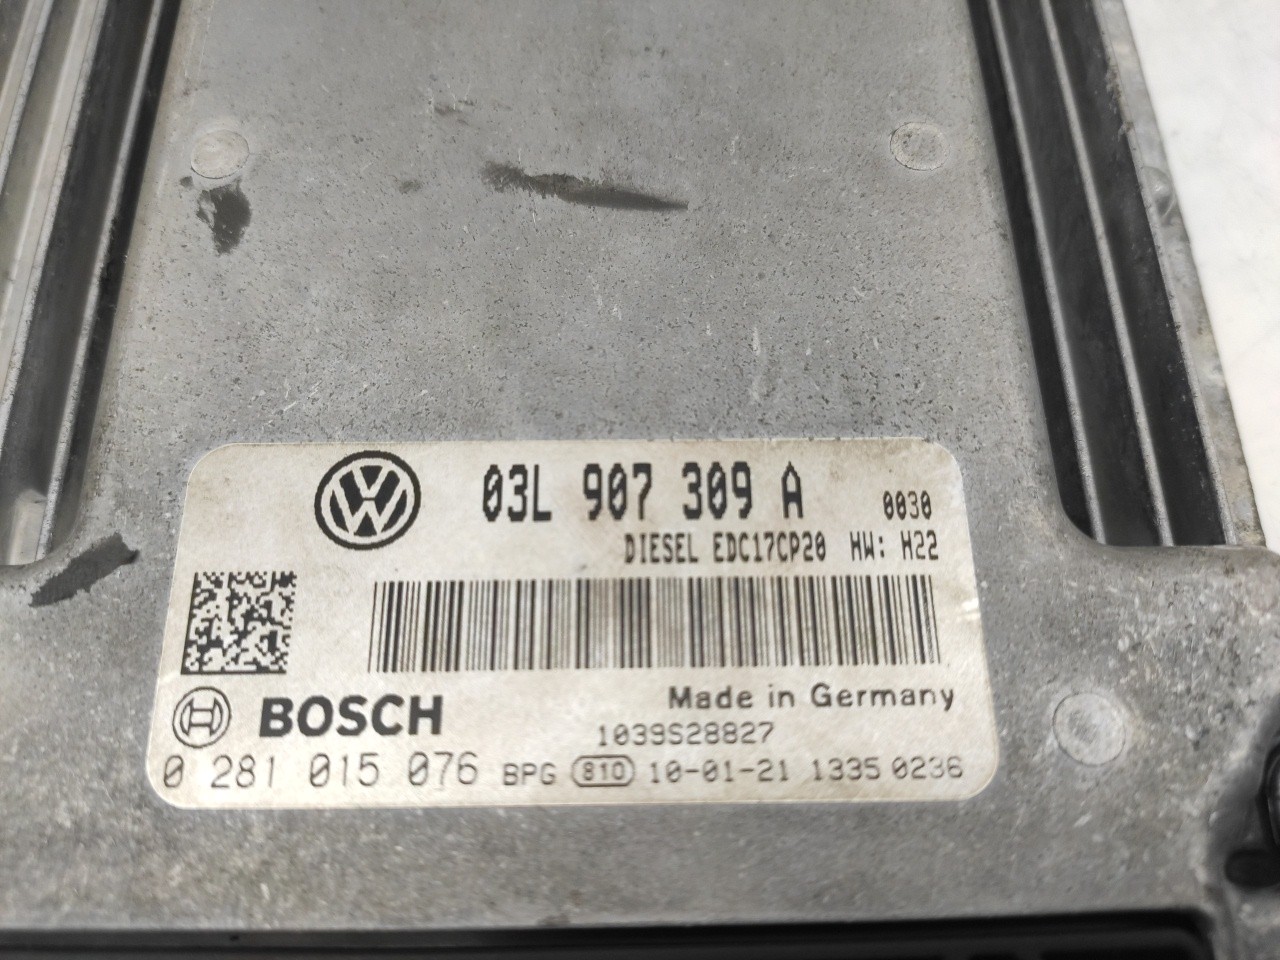 03L 907 309 A 0030
DIESEL EDC17CP20 HW: H22
BOSCH
Made in Germany
1039S28827
0 281 015 076 BPG 810 10-01-21 1335 0236